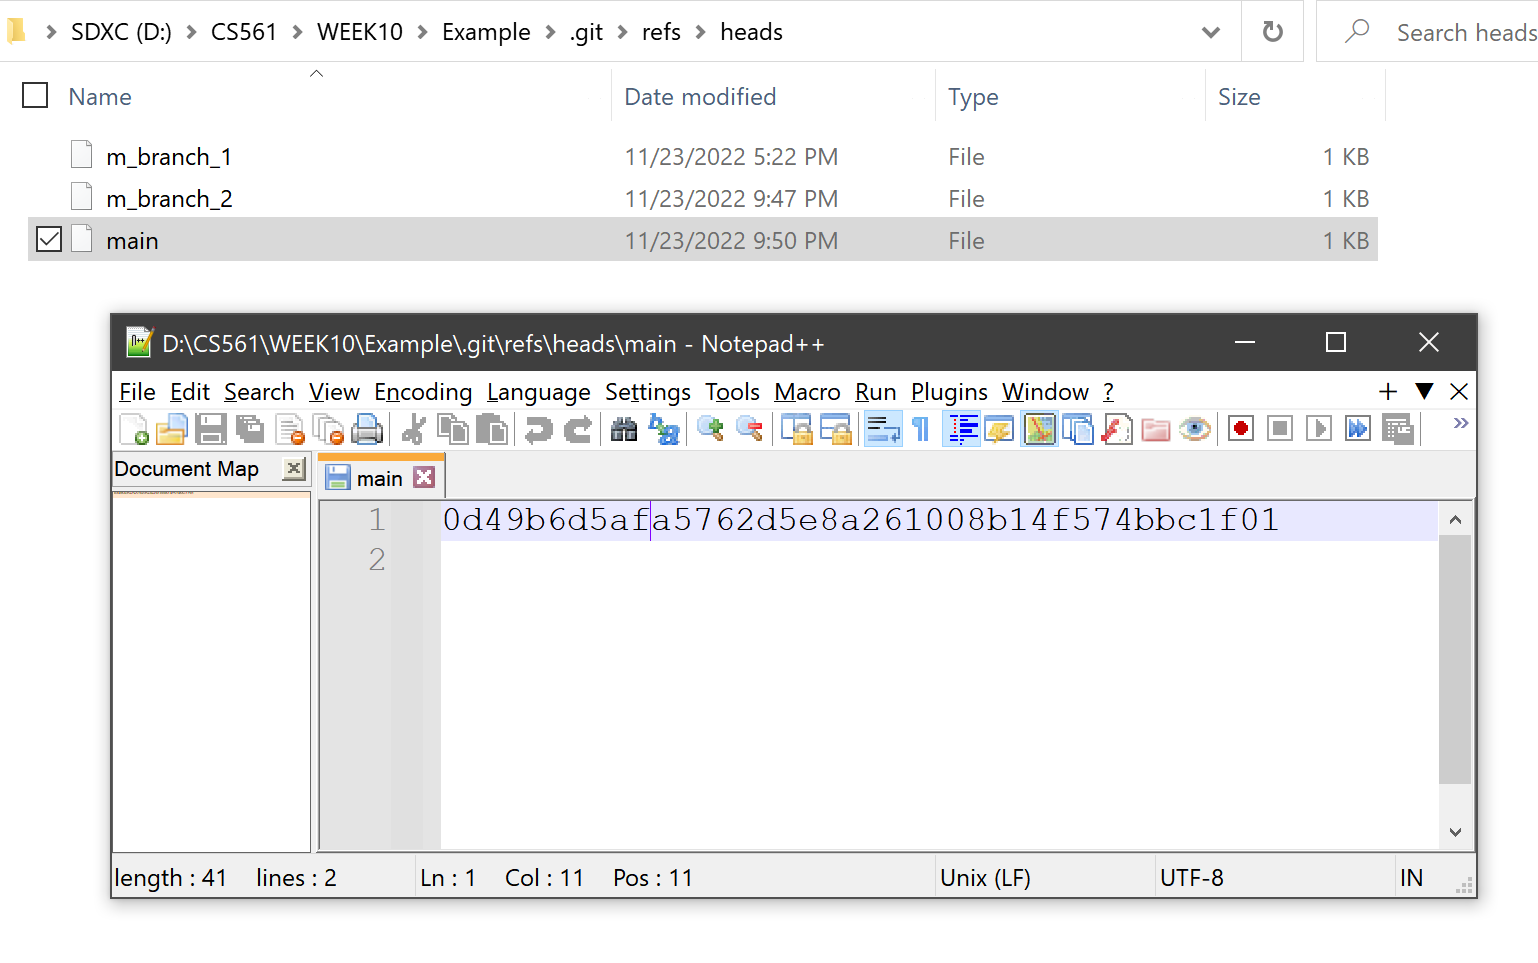 SDXC (D:) > CS561 > WEEK10 > Example > .git > refs > heads
Search heads
Name Date modified Type Size
m_branch_1 11/23/2022 5:22 PM File 1 KB
m_branch_2 11/23/2022 9:47 PM File 1 KB
main 11/23/2022 9:50 PM File 1 KB
D:\CS561\WEEK10\Example\.git\refs\heads\main - Notepad++
File Edit Search View Encoding Language Settings Tools Macro Run Plugins Window ?
Document Map
main
1 0d49b6d5afa5762d5e8a261008b14f574bbc1f01
2
length : 41 lines : 2 Ln : 1 Col : 11 Pos : 11 Unix (LF) UTF-8 IN